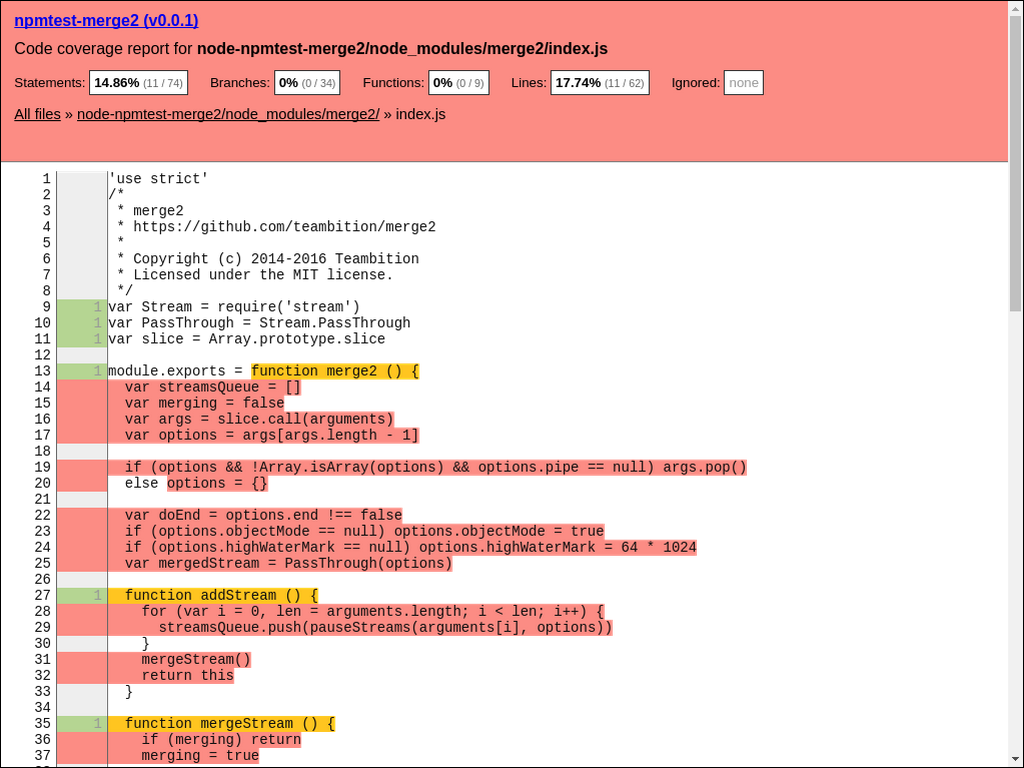 npmtest-merge2 (v0.0.1)
Code coverage report for node-npmtest-merge2/node_modules/merge2/index.js
Statements: 14.86% (11 / 74) Branches: 0% (0 / 34) Functions: 0% (0 / 9) Lines: 17.74% (11 / 62) Ignored: none
All files » node-npmtest-merge2/node_modules/merge2/ » index.js
1 'use strict'
2 /*
3  * merge2
4  * https://github.com/teambition/merge2
5  *
6  * Copyright (c) 2014-2016 Teambition
7  * Licensed under the MIT license.
8  */
9 1 var Stream = require('stream')
10 1 var PassThrough = Stream.PassThrough
11 1 var slice = Array.prototype.slice
12
13 1 module.exports = function merge2 () {
14   var streamsQueue = []
15   var merging = false
16   var args = slice.call(arguments)
17   var options = args[args.length - 1]
18
19   if (options && !Array.isArray(options) && options.pipe == null) args.pop()
20   else options = {}
21
22   var doEnd = options.end !== false
23   if (options.objectMode == null) options.objectMode = true
24   if (options.highWaterMark == null) options.highWaterMark = 64 * 1024
25   var mergedStream = PassThrough(options)
26
27 1   function addStream () {
28     for (var i = 0, len = arguments.length; i < len; i++) {
29       streamsQueue.push(pauseStreams(arguments[i], options))
30     }
31     mergeStream()
32     return this
33   }
34
35 1   function mergeStream () {
36     if (merging) return
37     merging = true